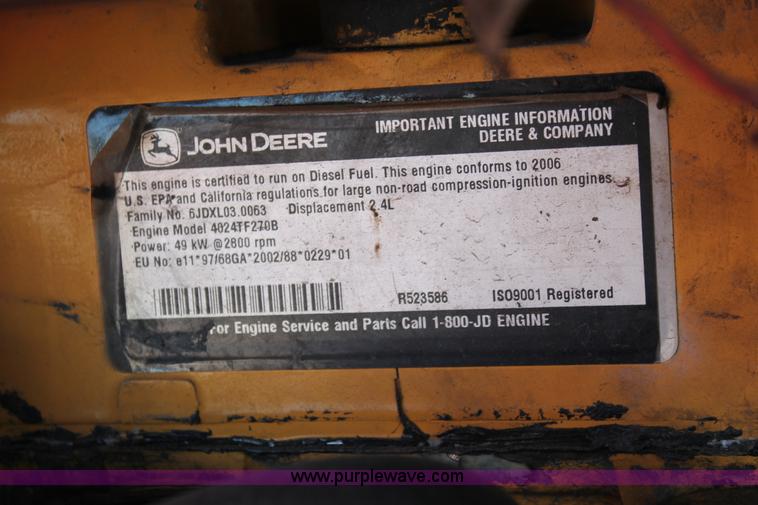 JOHN DEERE
IMPORTANT ENGINE INFORMATION
DEERE & COMPANY
This engine is certified to run on Diesel Fuel. This engine conforms to 2006
U.S. EPA and California regulations for large non-road compression-ignition engines
Family No. 6JDXL03.0063 Displacement 2.4L
Engine Model 4024TF270B
Power: 49 kW @2800 rpm
EU No: e11*97/68GA*2002/88*0229*01
R523586 ISO9001 Registered
For Engine Service and Parts Call 1-800-JD ENGINE
www.purplewave.com